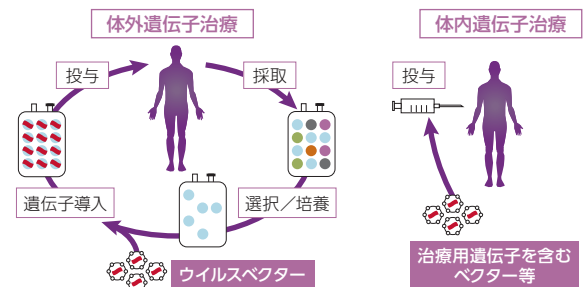 体外遺伝子治療
投与
採取
遺伝子導入
選択／培養
ウイルスベクター
体内遺伝子治療
投与
治療用遺伝子を含む
ベクター等